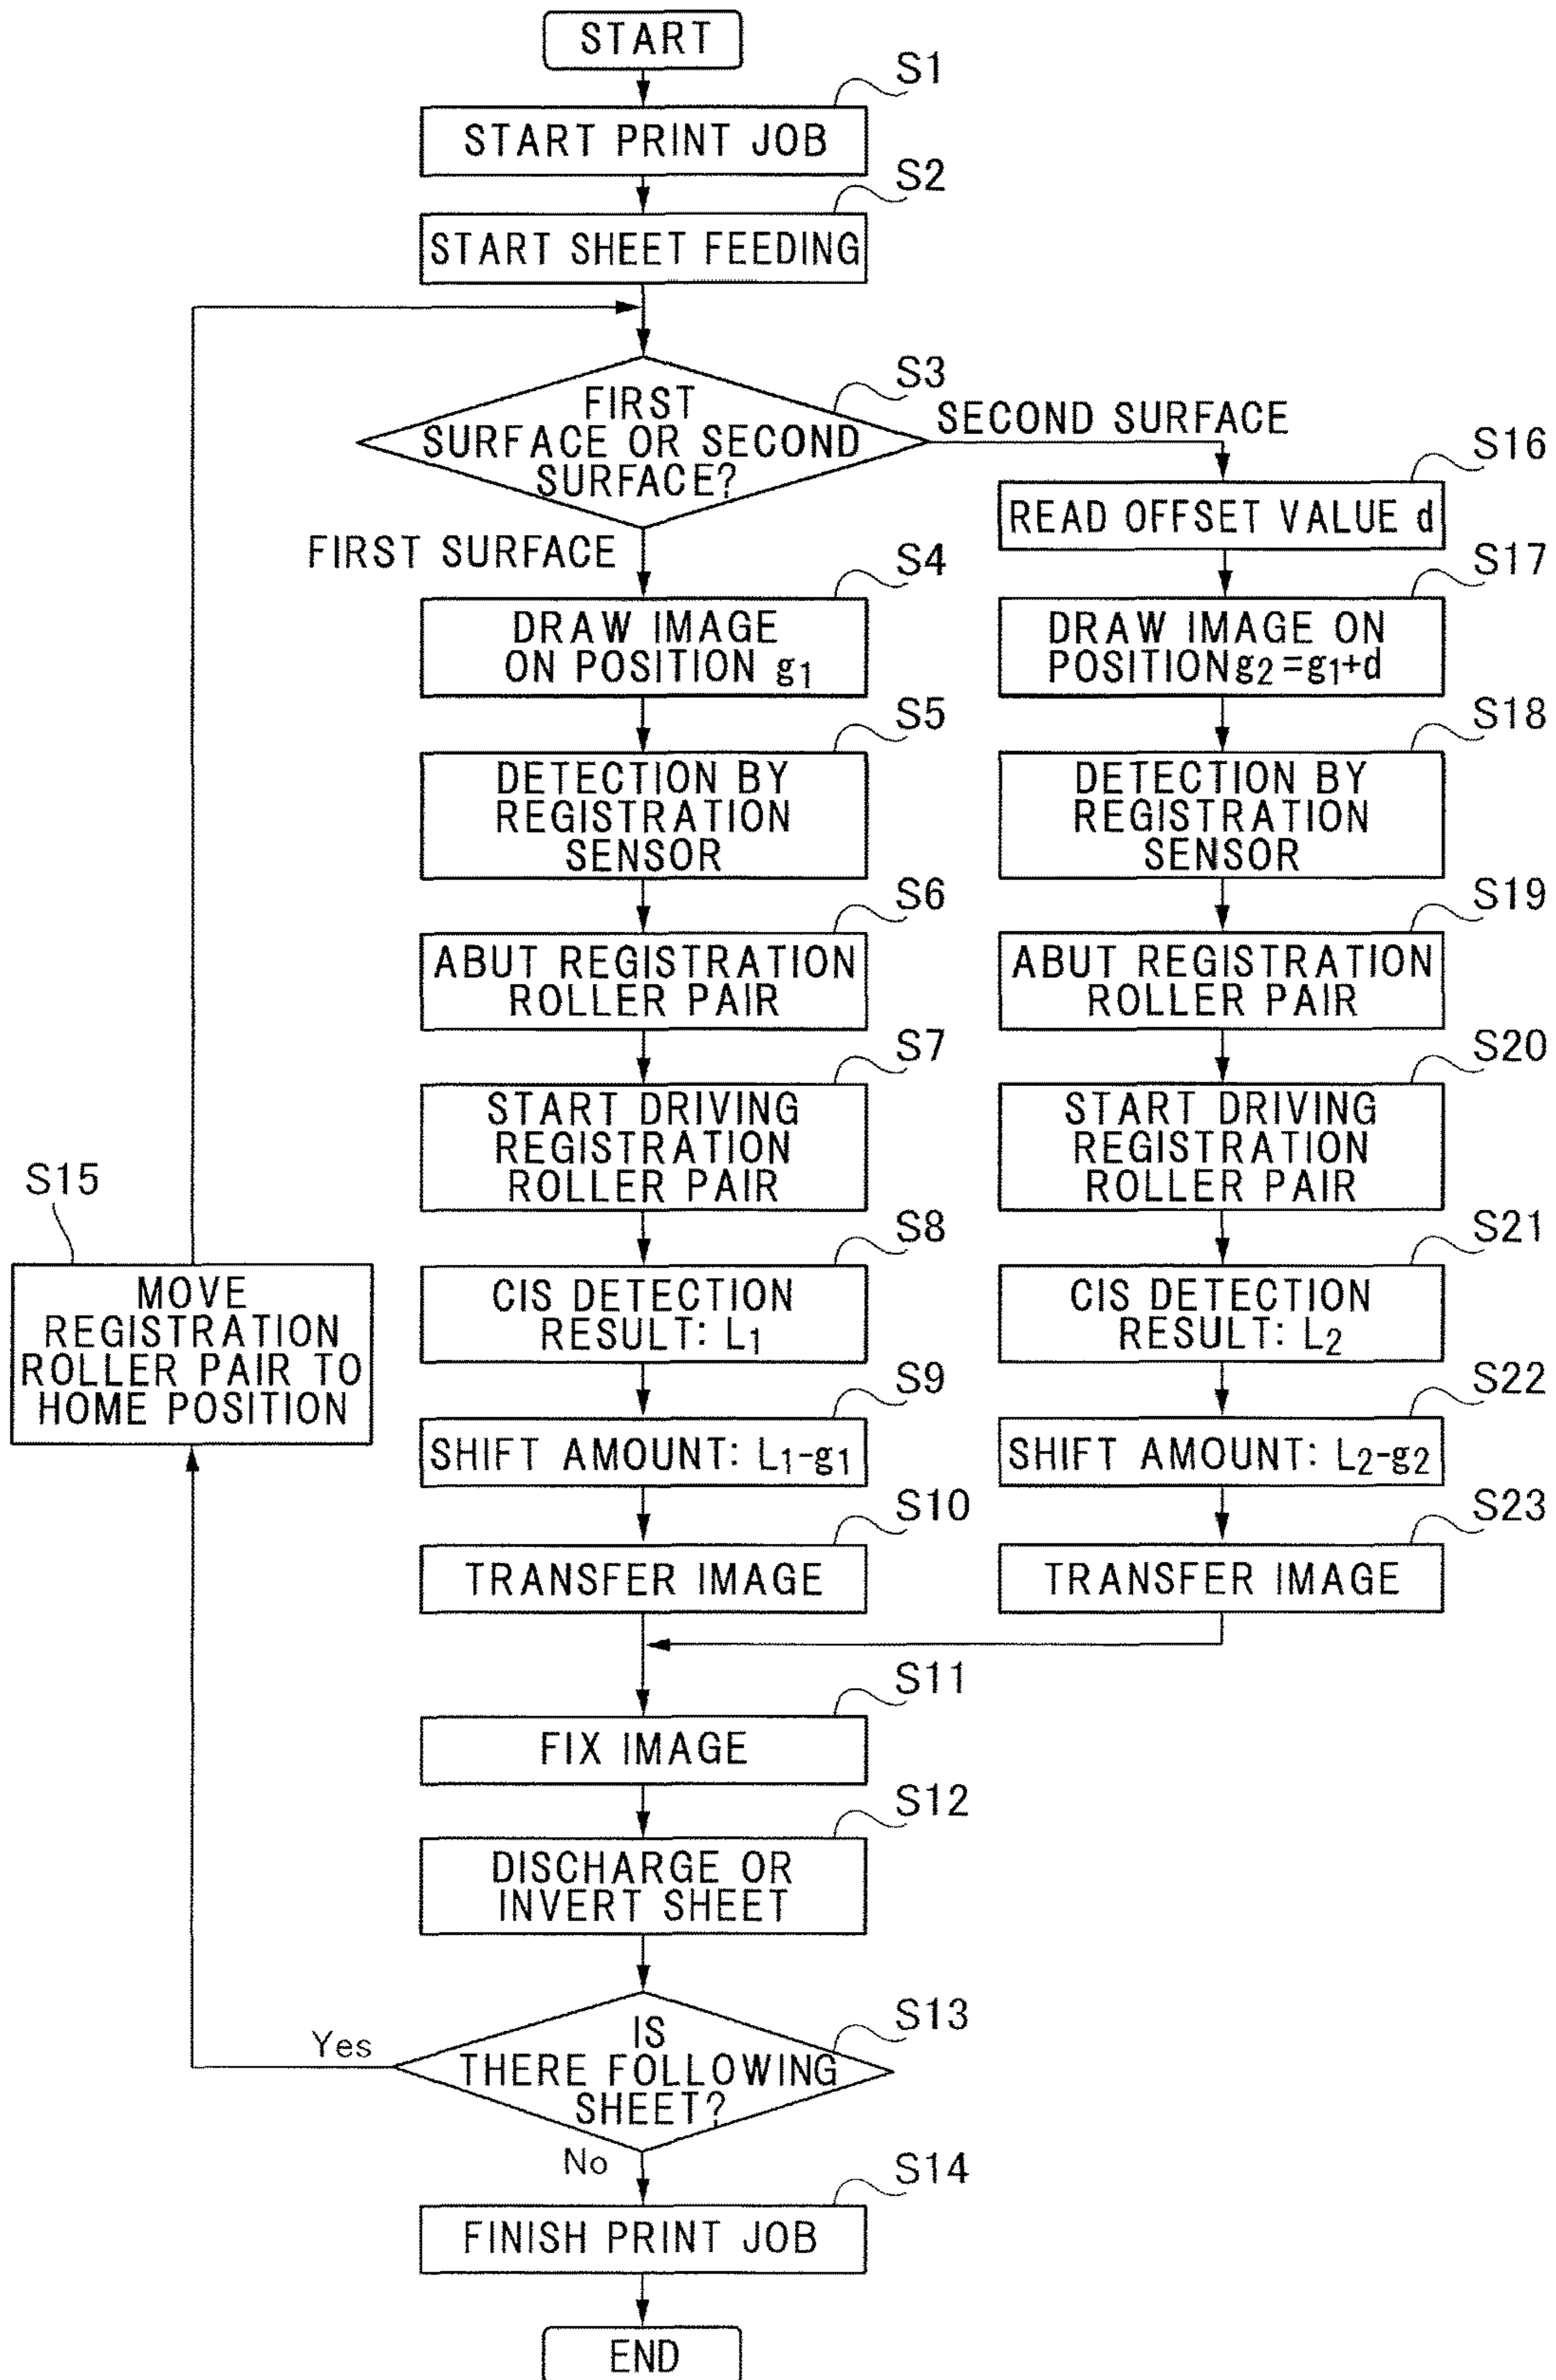 START
S1
START PRINT JOB
S2
START SHEET FEEDING
S3
FIRST
SURFACE OR SECOND
SURFACE?
SECOND SURFACE
FIRST SURFACE
S4
DRAW IMAGE
ON POSITION g1
S5
DETECTION BY
REGISTRATION
SENSOR
S6
ABUT REGISTRATION
ROLLER PAIR
S7
START DRIVING
REGISTRATION
ROLLER PAIR
S8
CIS DETECTION
RESULT: L1
S9
SHIFT AMOUNT: L1-g1
S10
TRANSFER IMAGE
S16
READ OFFSET VALUE d
S17
DRAW IMAGE ON
POSITION g2=g1+d
S18
DETECTION BY
REGISTRATION
SENSOR
S19
ABUT REGISTRATION
ROLLER PAIR
S20
START DRIVING
REGISTRATION
ROLLER PAIR
S21
CIS DETECTION
RESULT: L2
S22
SHIFT AMOUNT: L2-g2
S23
TRANSFER IMAGE
S11
FIX IMAGE
S12
DISCHARGE OR
INVERT SHEET
S13
IS
THERE FOLLOWING
SHEET?
Yes
No
S15
MOVE
REGISTRATION
ROLLER PAIR TO
HOME POSITION
S14
FINISH PRINT JOB
END